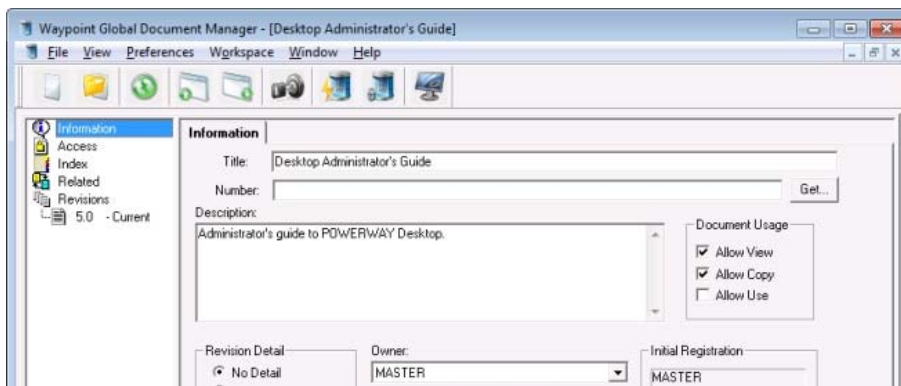 Waypoint Global Document Manager - [Desktop Administrator's Guide]
File View Preferences Workspace Window Help
Information
Access
Index
Related
Revisions
5.0 - Current
Information
Title: Desktop Administrator's Guide
Number: Get...
Description:
Administrator's guide to POWERWAY Desktop.
Document Usage
Allow View
Allow Copy
Allow Use
Revision Detail
No Detail
Owner:
MASTER
Initial Registration
MASTER